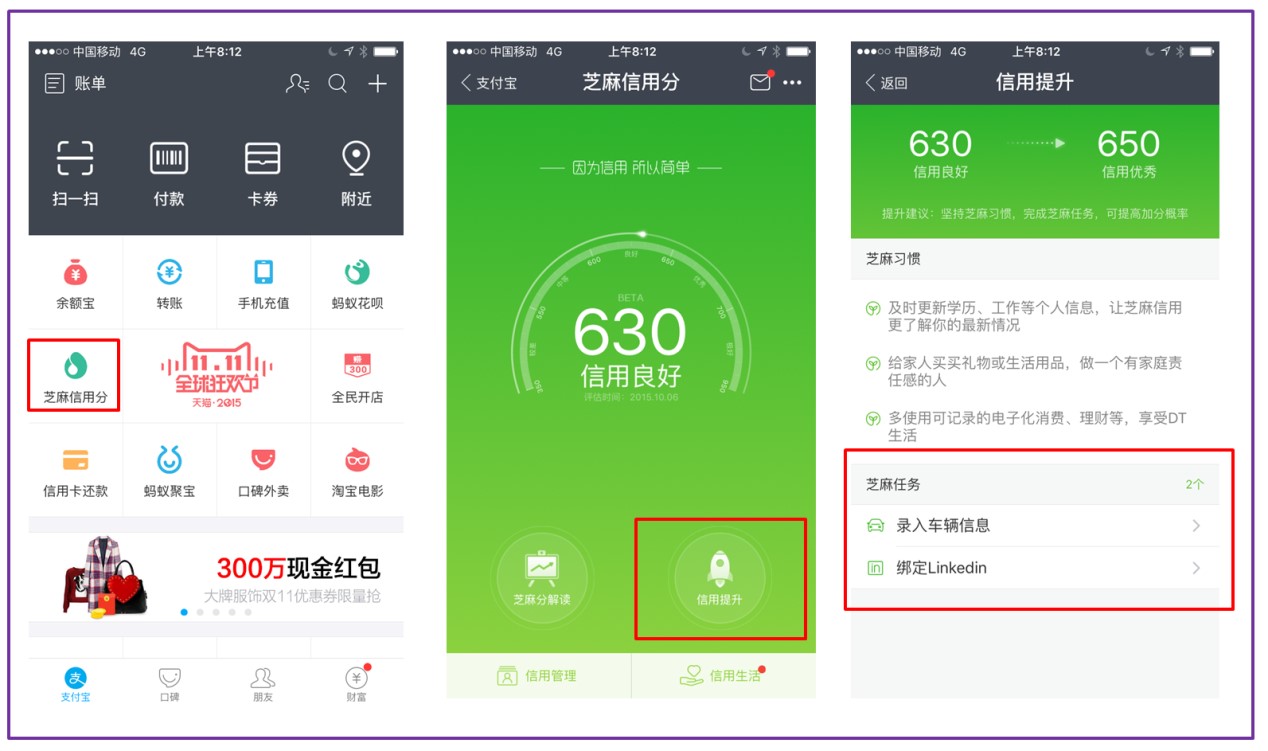 中国移动 4G 上午8:12
账单
扫一扫 付款 卡券 附近
余额宝 转账 手机充值 蚂蚁花呗
芝麻信用分
11.11
全球狂欢节
天猫·2015
300
全民开店
信用卡还款 蚂蚁聚宝 口碑外卖 淘宝电影
300万现金红包
大牌服饰双11优惠券限量抢
支付宝 口碑 朋友 财富
中国移动 4G 上午8:12
支付宝 芝麻信用分
因为信用 所以简单
350 较差 550 中等 600 良好 650 优秀 700 极好 950
BETA
630
信用良好
评估时间：2015.10.06
芝麻分解读 信用提升
信用管理 信用生活
中国移动 4G 上午8:12
返回 信用提升
630 650
信用良好 信用优秀
提升建议：坚持芝麻习惯，完成芝麻任务，可提高加分概率
芝麻习惯
及时更新学历、工作等个人信息，让芝麻信用
更了解你的最新情况
给家人买买礼物或生活用品，做一个有家庭责
任感的人
多使用可记录的电子化消费、理财等，享受DT
生活
芝麻任务 2个
录入车辆信息
绑定Linkedin